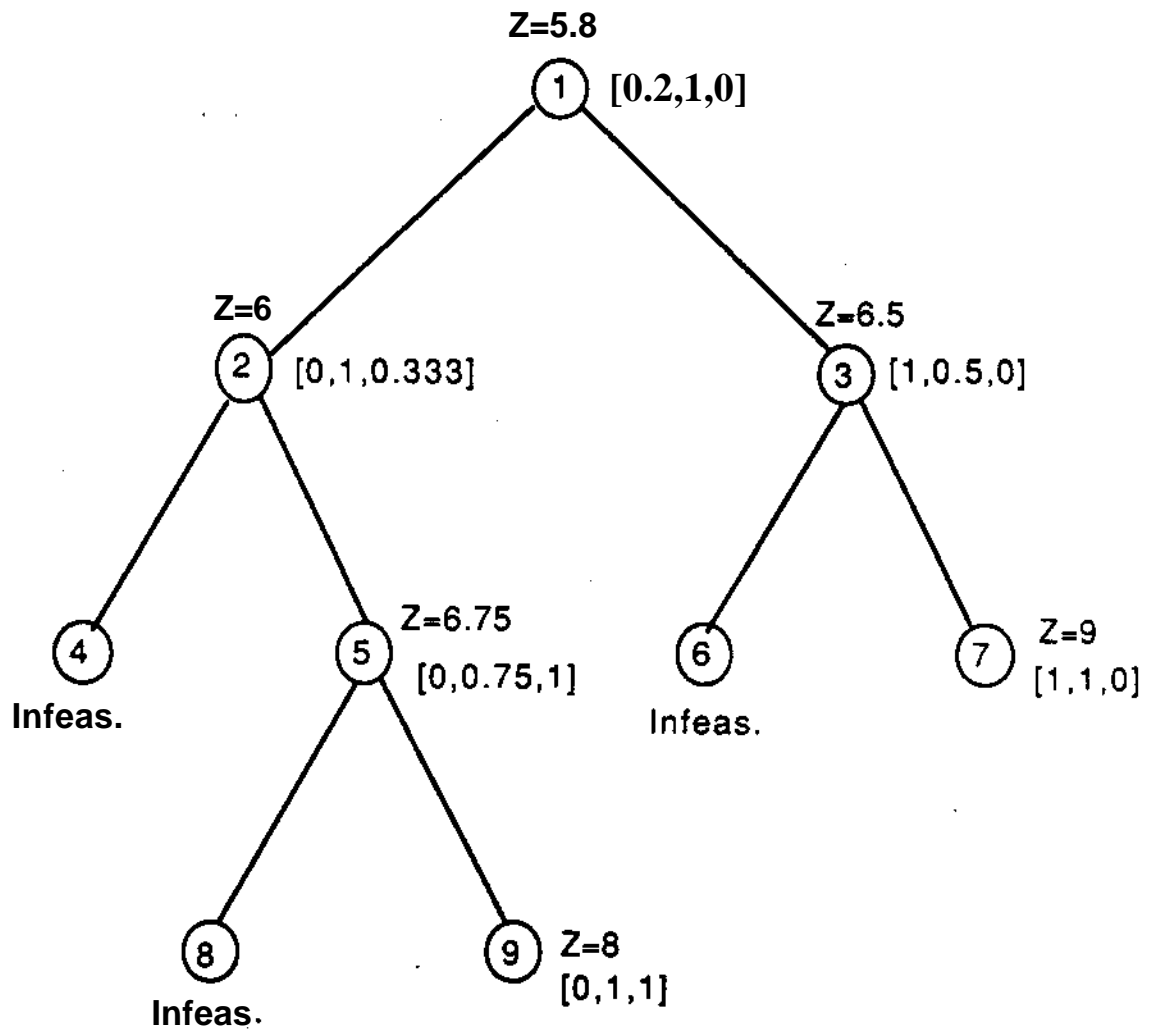 Z=5.8
1 [0.2,1,0]
Z=6
2 [0,1,0.333]
Z=6.5
3 [1,0.5,0]
4
Infeas.
Z=6.75
5
[0,0.75,1]
6
Infeas.
7
Z=9
[1,1,0]
8
Infeas.
9
Z=8
[0,1,1]